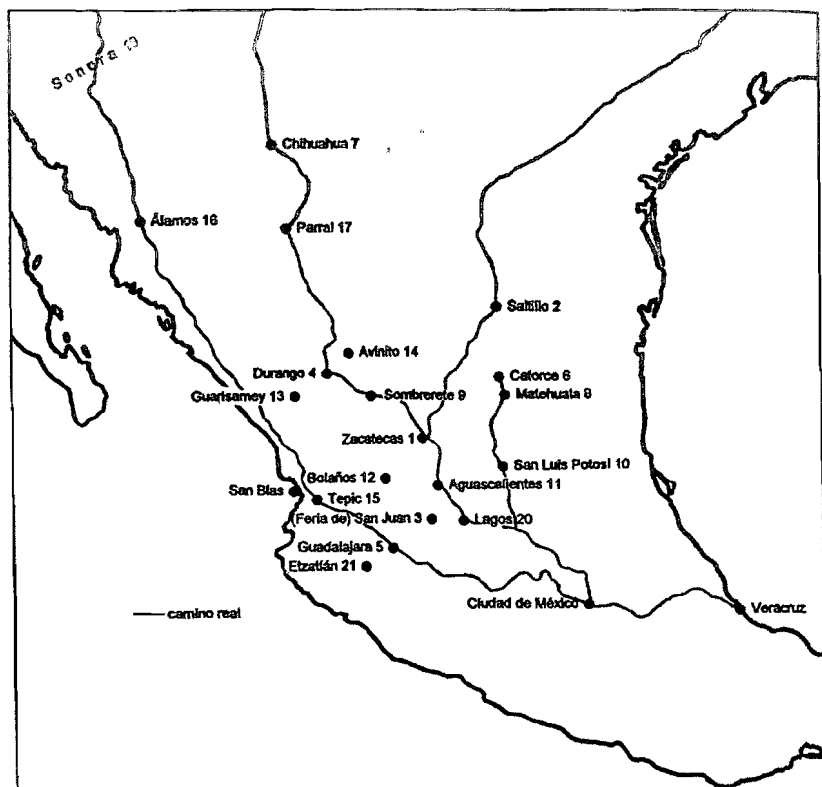 Sonora
Chihuahua 7
Álamos 16
Parral 17
Saltillo 2
Avinito 14
Durango 4
Catorce 6
Guarisamey 13
Sombrerete 9
Matehuala 8
Zacatecas 1
San Luis Potosí 10
Bolaños 12
Aguascalientes 11
San Blas
Tepic 15
(Feria de) San Juan 3
Lagos 20
Guadalajara 5
Etzatlán 21
Ciudad de México
Veracruz
camino real